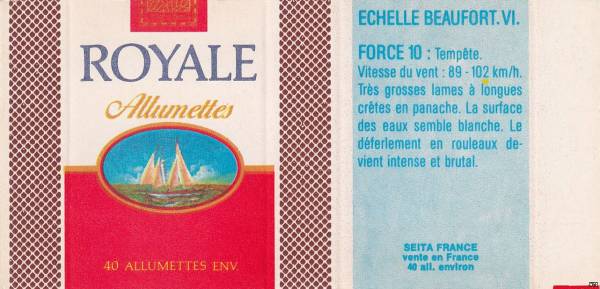 ROYALE
Allumettes
40 ALLUMETTES ENV.
ECHELLE BEAUFORT.VI.
FORCE 10 : Tempête.
Vitesse du vent : 89 - 102 km/h.
Très grosses lames à longues
crêtes en panache. La surface
des eaux semble blanche. Le
déferlement en rouleaux de-
vient intense et brutal.
SEITA FRANCE
vente en France
40 all. environ